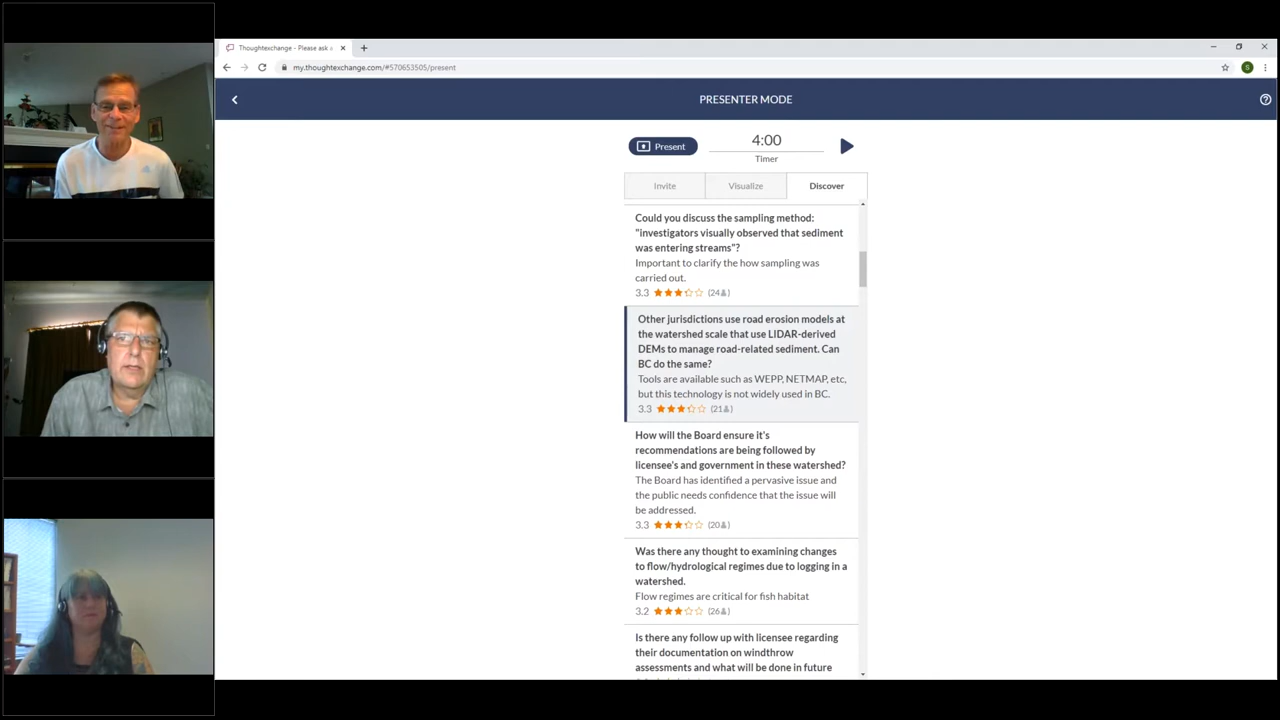 Thoughtexchange - Please ask a
my.thoughtexchange.com/#570653505/present
S
PRESENTER MODE
Present
4:00
Timer
Invite
Visualize
Discover
Could you discuss the sampling method:
"investigators visually observed that sediment
was entering streams"?
Important to clarify the how sampling was
carried out.
3.3 (24)
Other jurisdictions use road erosion models at
the watershed scale that use LIDAR-derived
DEMs to manage road-related sediment. Can
BC do the same?
Tools are available such as WEPP, NETMAP, etc,
but this technology is not widely used in BC.
3.3 (21)
How will the Board ensure it's
recommendations are being followed by
licensee's and government in these watershed?
The Board has identified a pervasive issue and
the public needs confidence that the issue will
be addressed.
3.3 (20)
Was there any thought to examining changes
to flow/hydrological regimes due to logging in a
watershed.
Flow regimes are critical for fish habitat
3.2 (26)
Is there any follow up with licensee regarding
their documentation on windthrow
assessments and what will be done in future